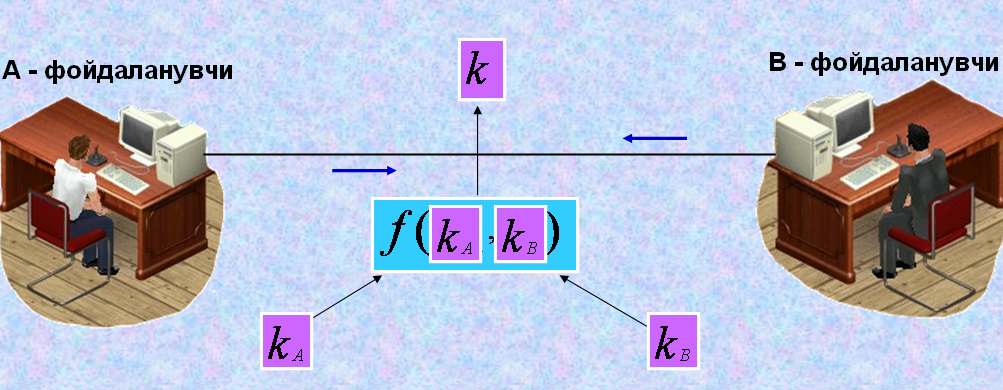 А - фойдаланувчи
В - фойдаланувчи
k
f(k_A, k_B)
k_A
k_B